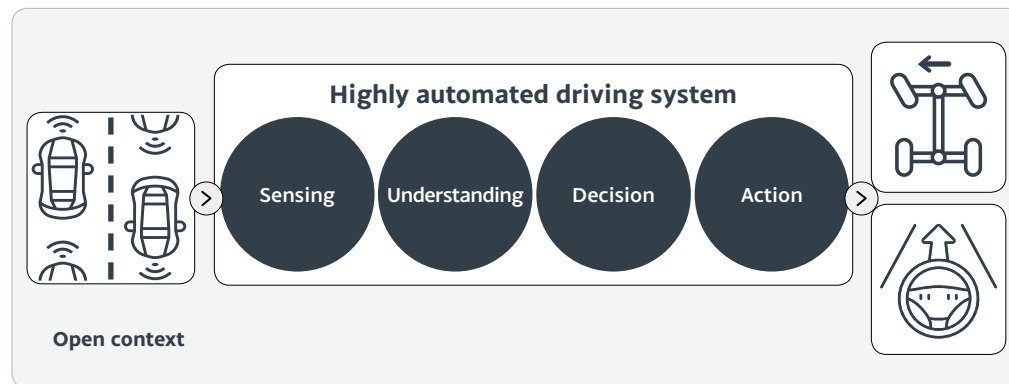 Highly automated driving system
Sensing
Understanding
Decision
Action
Open context